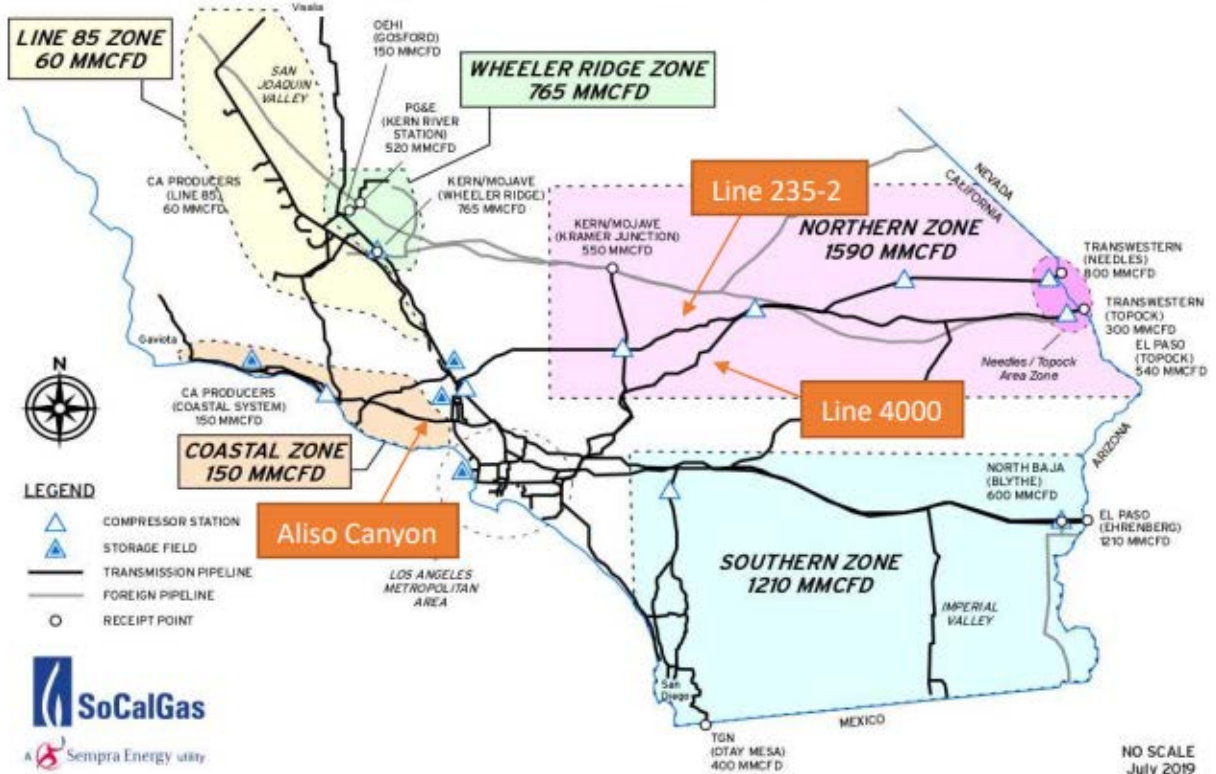 LINE 85 ZONE
60 MMCFD
Visalia
OEHI
(GOSFORD)
150 MMCFD
SAN
JOAQUIN
VALLEY
WHEELER RIDGE ZONE
765 MMCFD
PG&E
(KERN RIVER
STATION)
520 MMCFD
CA PRODUCERS
(LINE 85)
60 MMCFD
KERN/MOJAVE
(WHEELER RIDGE)
765 MMCFD
Line 235-2
NEVADA
CALIFORNIA
KERN/MOJAVE
(KRAMER JUNCTION)
550 MMCFD
NORTHERN ZONE
1590 MMCFD
TRANSWESTERN
(NEEDLES)
800 MMCFD
TRANSWESTERN
(TOPOCK)
300 MMCFD
EL PASO
(TOPOCK)
540 MMCFD
Needles / Topock
Area Zone
Gaviota
N
CA PRODUCERS
(COASTAL SYSTEM)
150 MMCFD
Line 4000
COASTAL ZONE
150 MMCFD
ARIZONA
NORTH BAJA
(BLYTHE)
600 MMCFD
EL PASO
(EHRENBERG)
1210 MMCFD
LEGEND
COMPRESSOR STATION
STORAGE FIELD
TRANSMISSION PIPELINE
FOREIGN PIPELINE
RECEIPT POINT
Aliso Canyon
LOS ANGELES
METROPOLITAN
AREA
SOUTHERN ZONE
1210 MMCFD
IMPERIAL
VALLEY
San
Diego
MEXICO
TGN
(OTAY MESA)
400 MMCFD
SoCalGas
A Sempra Energy utility
NO SCALE
July 2019